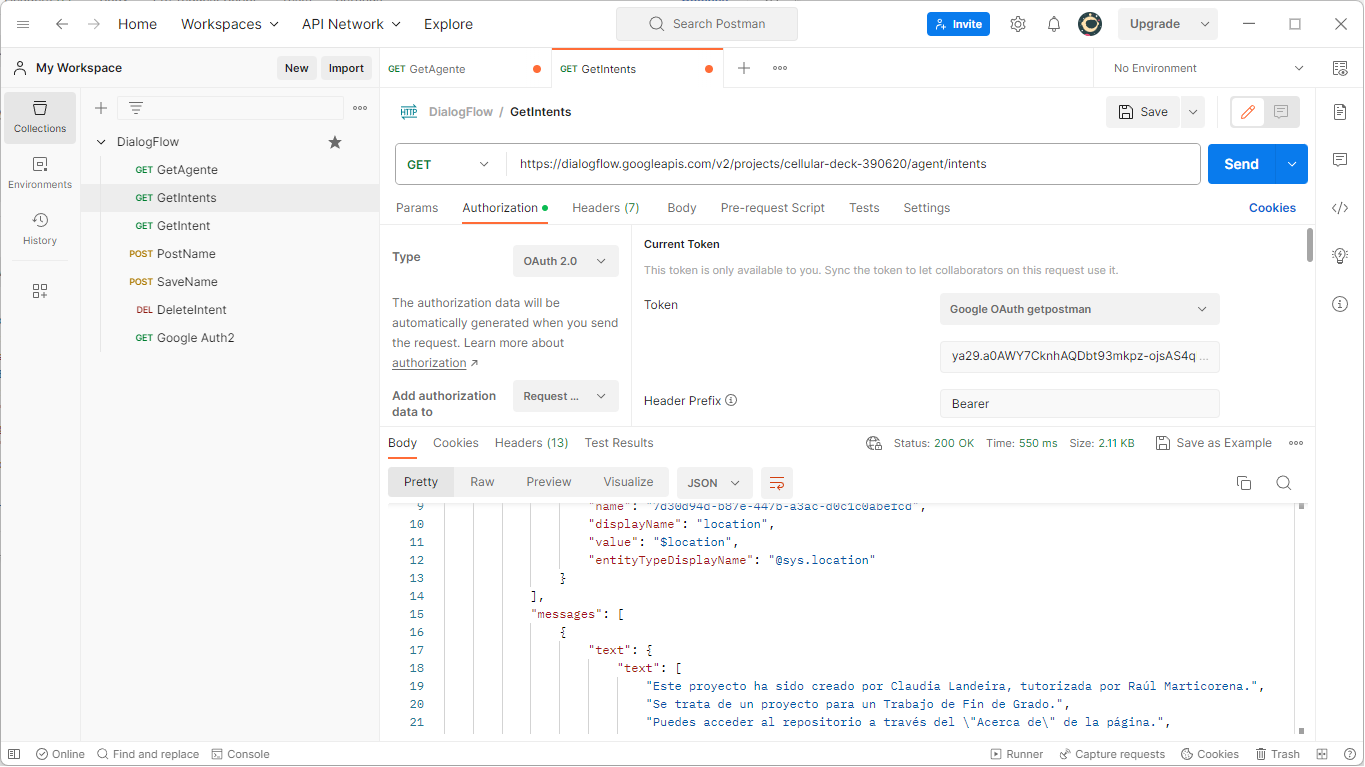 Home Workspaces API Network Explore Search Postman Invite Upgrade
My Workspace New Import GET GetAgente GET GetIntents No Environment
Collections
Environments
History
DialogFlow
GET GetAgente
GET GetIntents
GET GetIntent
POST PostName
POST SaveName
DEL DeleteIntent
GET Google Auth2
HTTP DialogFlow / GetIntents Save
GET https://dialogflow.googleapis.com/v2/projects/cellular-deck-390620/agent/intents Send
Params Authorization Headers (7) Body Pre-request Script Tests Settings Cookies
Type OAuth 2.0
The authorization data will be
automatically generated when you send
the request. Learn more about
authorization ↗
Add authorization
data to
Request ...
Current Token
This token is only available to you. Sync the token to let collaborators on this request use it.
Token Google OAuth getpostman
ya29.a0AWY7CknhAQDbt93mkpz-ojsAS4q ...
Header Prefix Bearer
Body Cookies Headers (13) Test Results Status: 200 OK Time: 550 ms Size: 2.11 KB Save as Example
Pretty Raw Preview Visualize JSON
9 "name": "7d30d94d-b87e-447b-a3ac-d0c1c0abefcd",
10 "displayName": "location",
11 "value": "$location",
12 "entityTypeDisplayName": "@sys.location"
13 }
14 ],
15 "messages": [
16 {
17 "text": {
18 "text": [
19 "Este proyecto ha sido creado por Claudia Landeira, tutorizada por Raúl Marticorena.",
20 "Se trata de un proyecto para un Trabajo de Fin de Grado.",
21 "Puedes acceder al repositorio a través del \"Acerca de\" de la página.",
Online Find and replace Console Runner Capture requests Cookies Trash